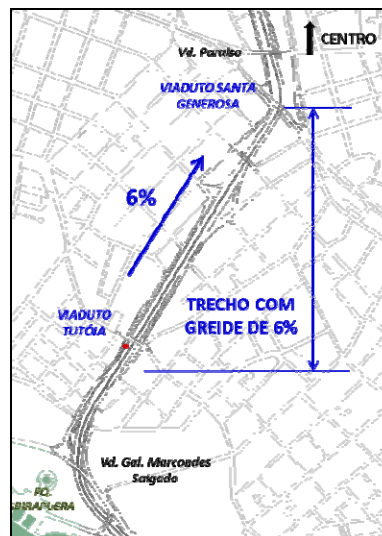 CENTRO
Vd. Paraíso
VIADUTO SANTA
GENEROSA
6%
TRECHO COM
GREIDE DE 6%
VIADUTO
TUTÓIA
Vd. Gal. Marcondes
Salgado
PQ.
IBIRAPUERA